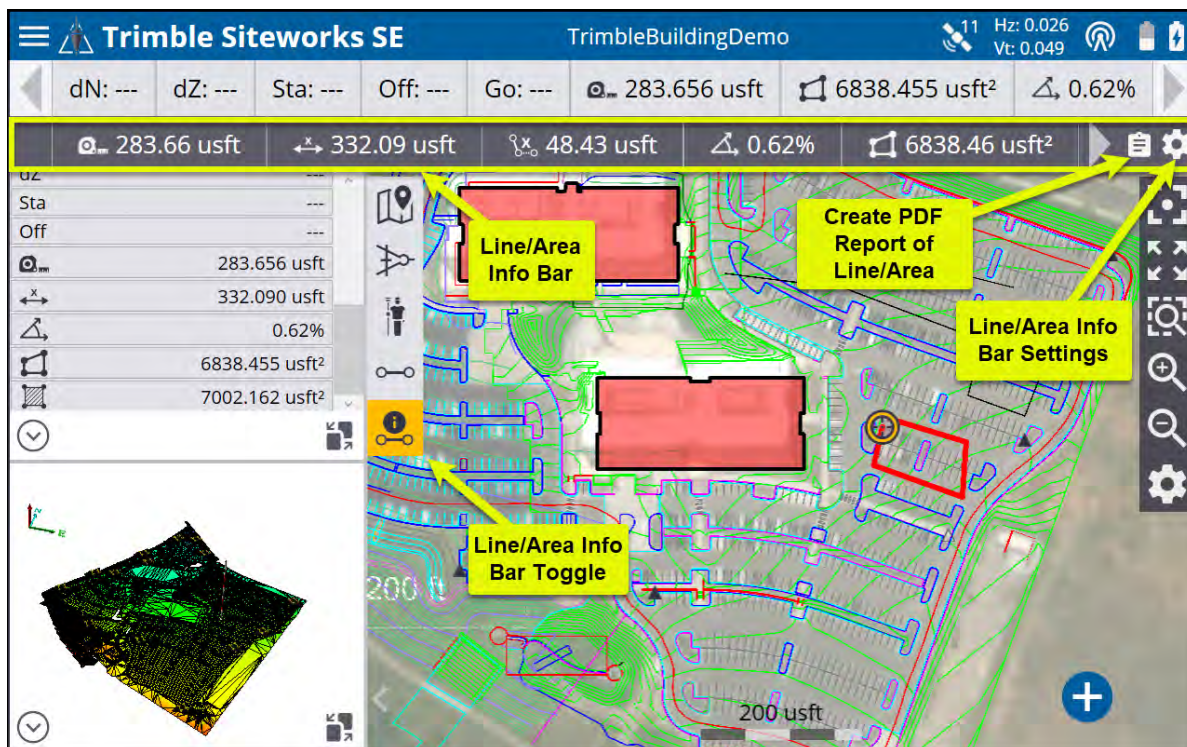 Trimble Siteworks SE
TrimbleBuildingDemo
11
Hz: 0.026
Vt: 0.049
dN: ---
dZ: ---
Sta: ---
Off: ---
Go: ---
283.656 usft
6838.455 usft²
0.62%
283.66 usft
332.09 usft
48.43 usft
0.62%
6838.46 usft²
dZ ---
Sta ---
Off ---
283.656 usft
332.090 usft
0.62%
6838.455 usft²
7002.162 usft²
Line/Area
Info Bar
Create PDF
Report of
Line/Area
Line/Area Info
Bar Settings
Line/Area Info
Bar Toggle
200 ft
200 usft